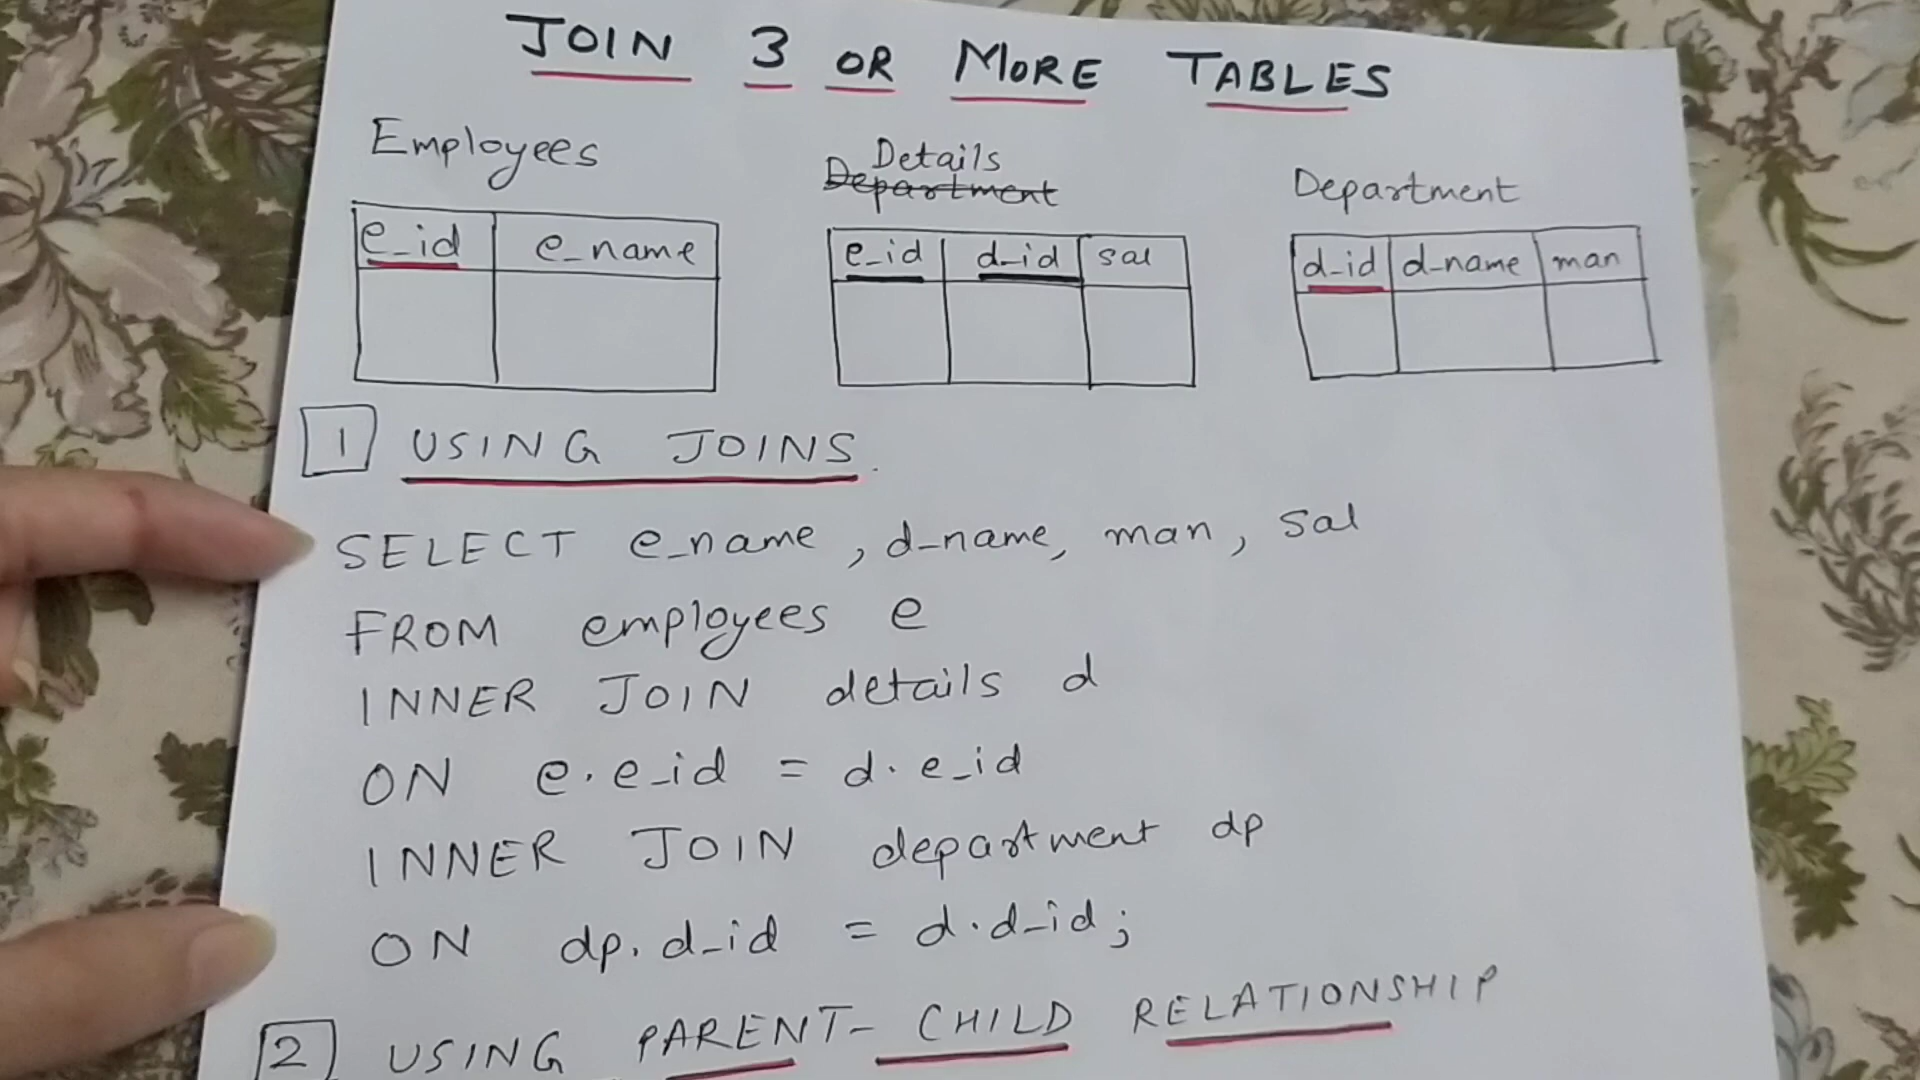 JOIN 3 OR MORE TABLES
Employees
e_id e_name
Details
Department
e_id d_id sal
Department
d_id d_name man
1 USING JOINS.
SELECT e_name, d_name, man, sal
FROM employees e
INNER JOIN details d
ON e.e_id = d.e_id
INNER JOIN department dp
ON dp.d_id = d.d_id;
2 USING PARENT-CHILD RELATIONSHIP